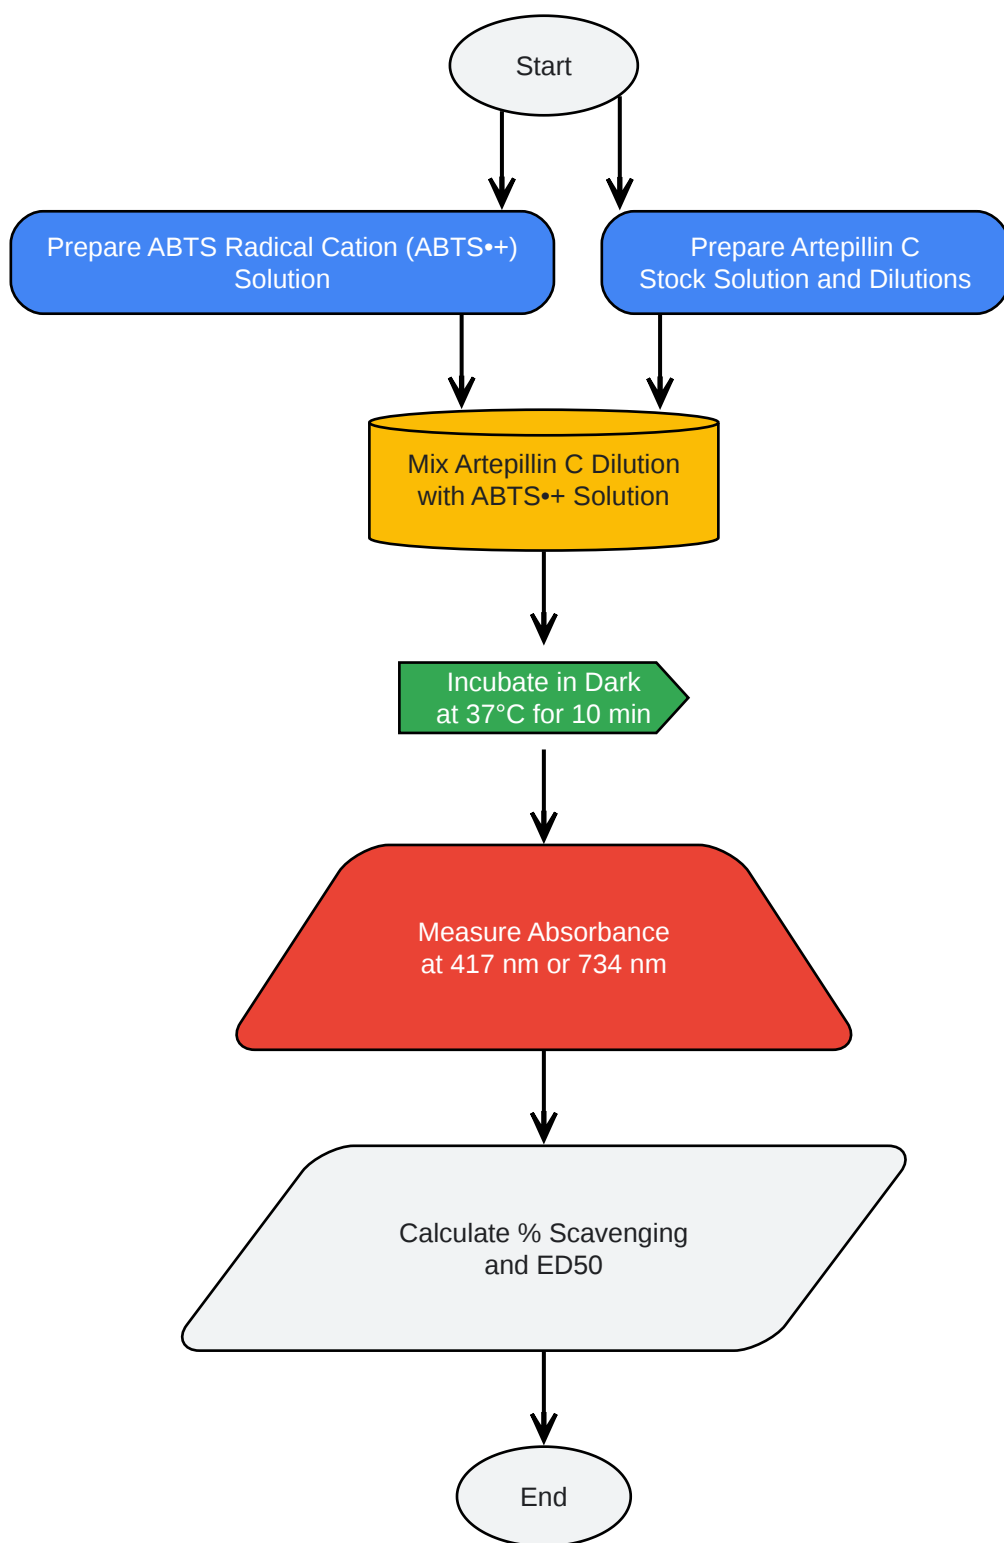 Start
Prepare ABTS Radical Cation (ABTS•+)
Solution
Prepare Artepillin C
Stock Solution and Dilutions
Mix Artepillin C Dilution
with ABTS•+ Solution
Incubate in Dark
at 37°C for 10 min
Measure Absorbance
at 417 nm or 734 nm
Calculate % Scavenging
and ED50
End